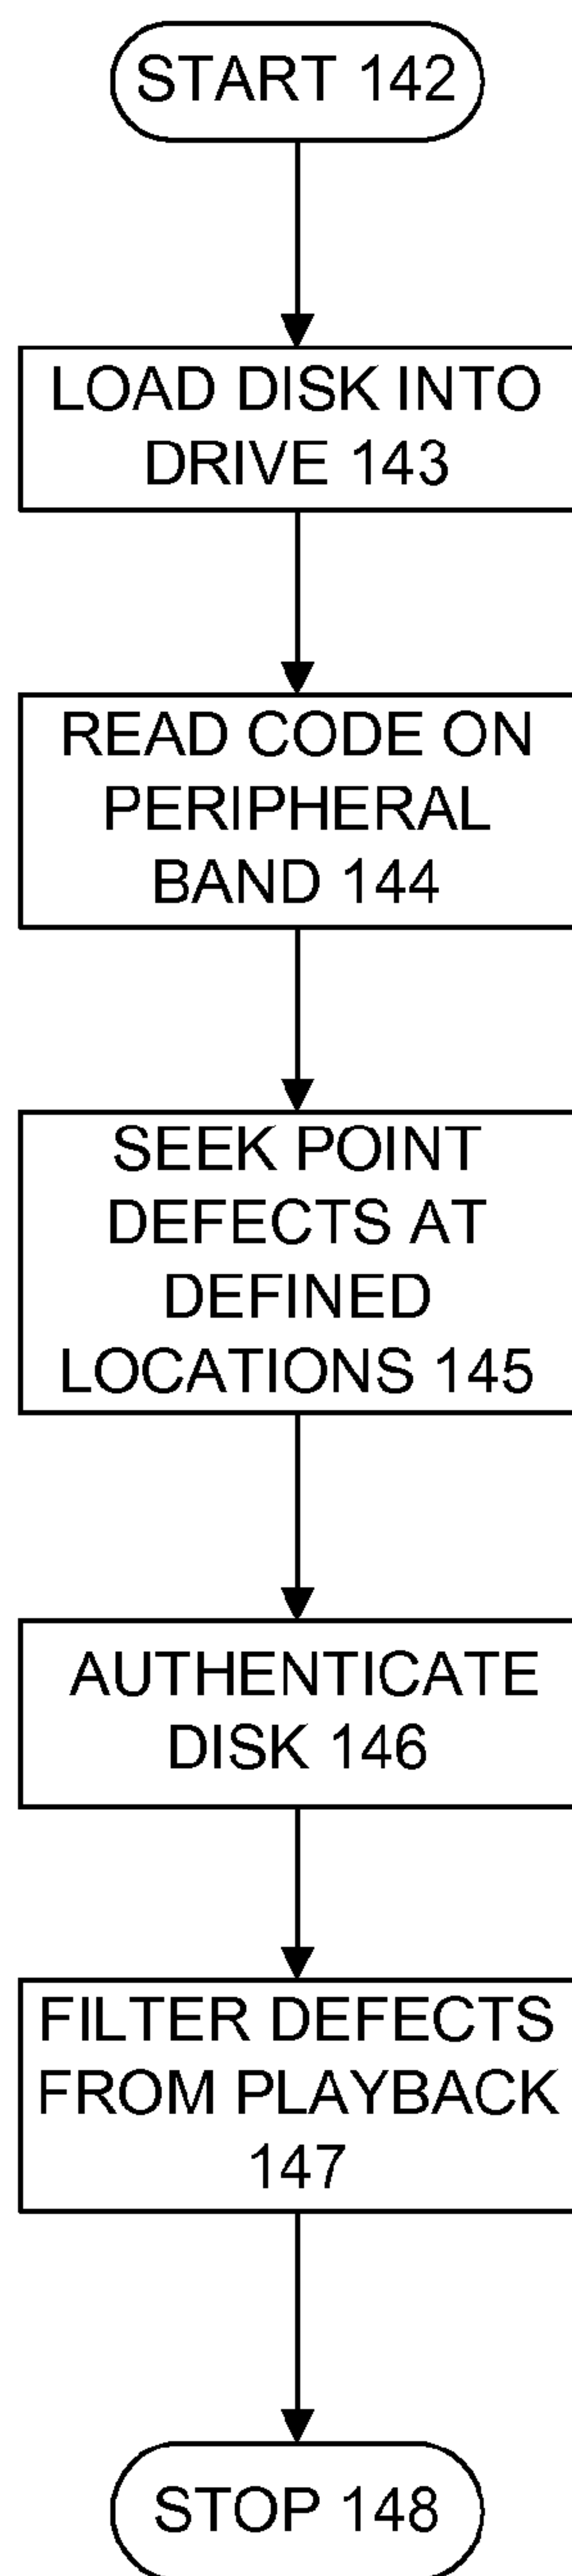 START 142
LOAD DISK INTO
DRIVE 143
READ CODE ON
PERIPHERAL
BAND 144
SEEK POINT
DEFECTS AT
DEFINED
LOCATIONS 145
AUTHENTICATE
DISK 146
FILTER DEFECTS
FROM PLAYBACK
147
STOP 148